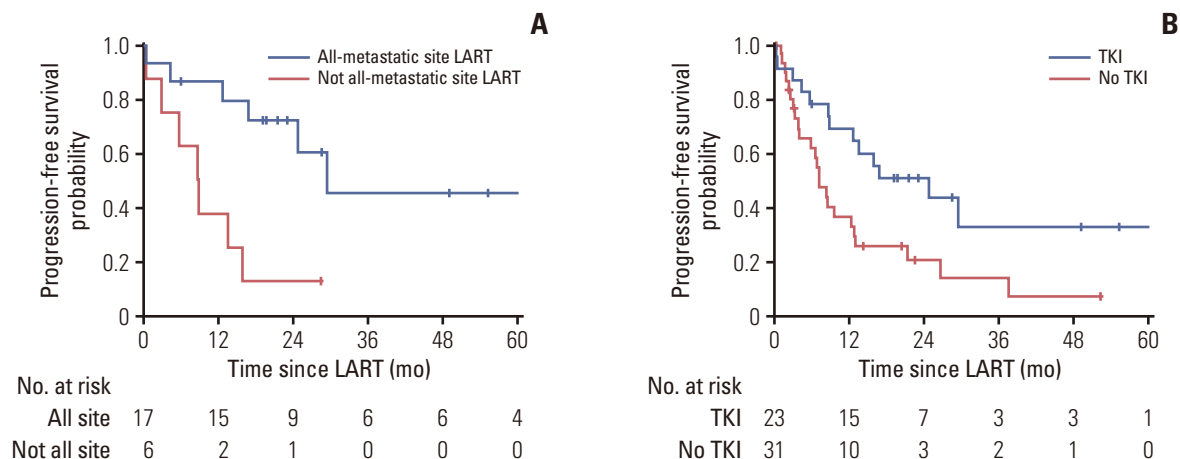 A
1.0
0.8
0.6
0.4
0.2
0
Progression-free survival
probability
All-metastatic site LART
Not all-metastatic site LART
0 12 24 36 48 60
Time since LART (mo)
No. at risk
All site 17 15 9 6 6 4
Not all site 6 2 1 0 0 0
B
1.0
0.8
0.6
0.4
0.2
0
Progression-free survival
probability
TKI
No TKI
0 12 24 36 48 60
Time since LART (mo)
No. at risk
TKI 23 15 7 3 3 1
No TKI 31 10 3 2 1 0